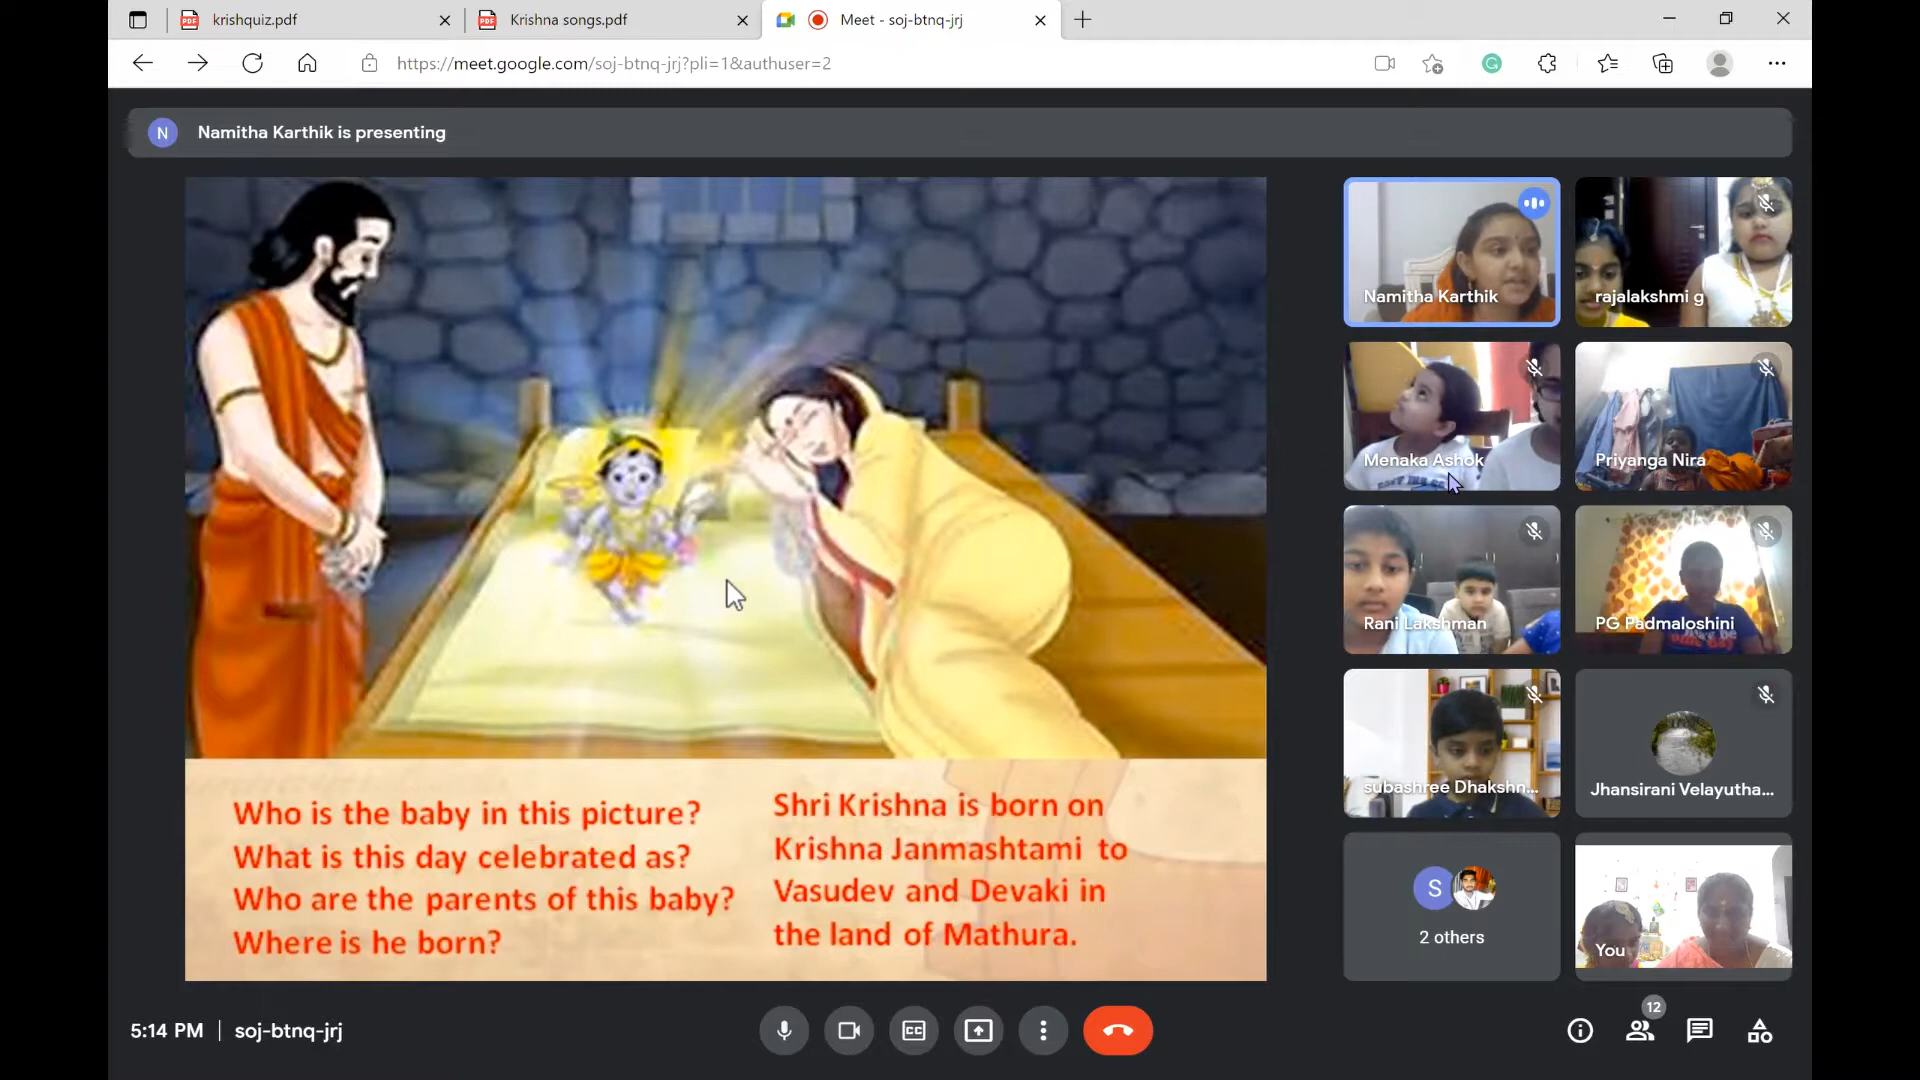 krishquiz.pdf
Krishna songs.pdf
Meet - soj-btnq-jrj
https://meet.google.com/soj-btnq-jrj?pli=1&authuser=2
N
Namitha Karthik is presenting
Namitha Karthik
rajalakshmi g
Menaka Ashok
Priyanga Nira
Rani Lakshman
PG Padmaloshini
subashree Dhakshn...
Jhansirani Velayutha...
S
2 others
You
Who is the baby in this picture?
What is this day celebrated as?
Who are the parents of this baby?
Where is he born?
Shri Krishna is born on
Krishna Janmashtami to
Vasudev and Devaki in
the land of Mathura.
5:14 PM | soj-btnq-jrj
CC
12